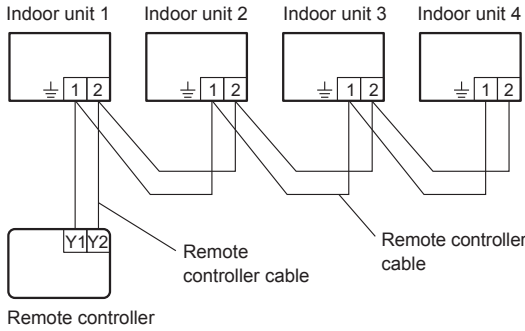 Indoor unit 1 Indoor unit 2 Indoor unit 3 Indoor unit 4
1 2 1 2 1 2 1 2
Y1 Y2
Remote
controller cable
Remote controller
cable
Remote controller